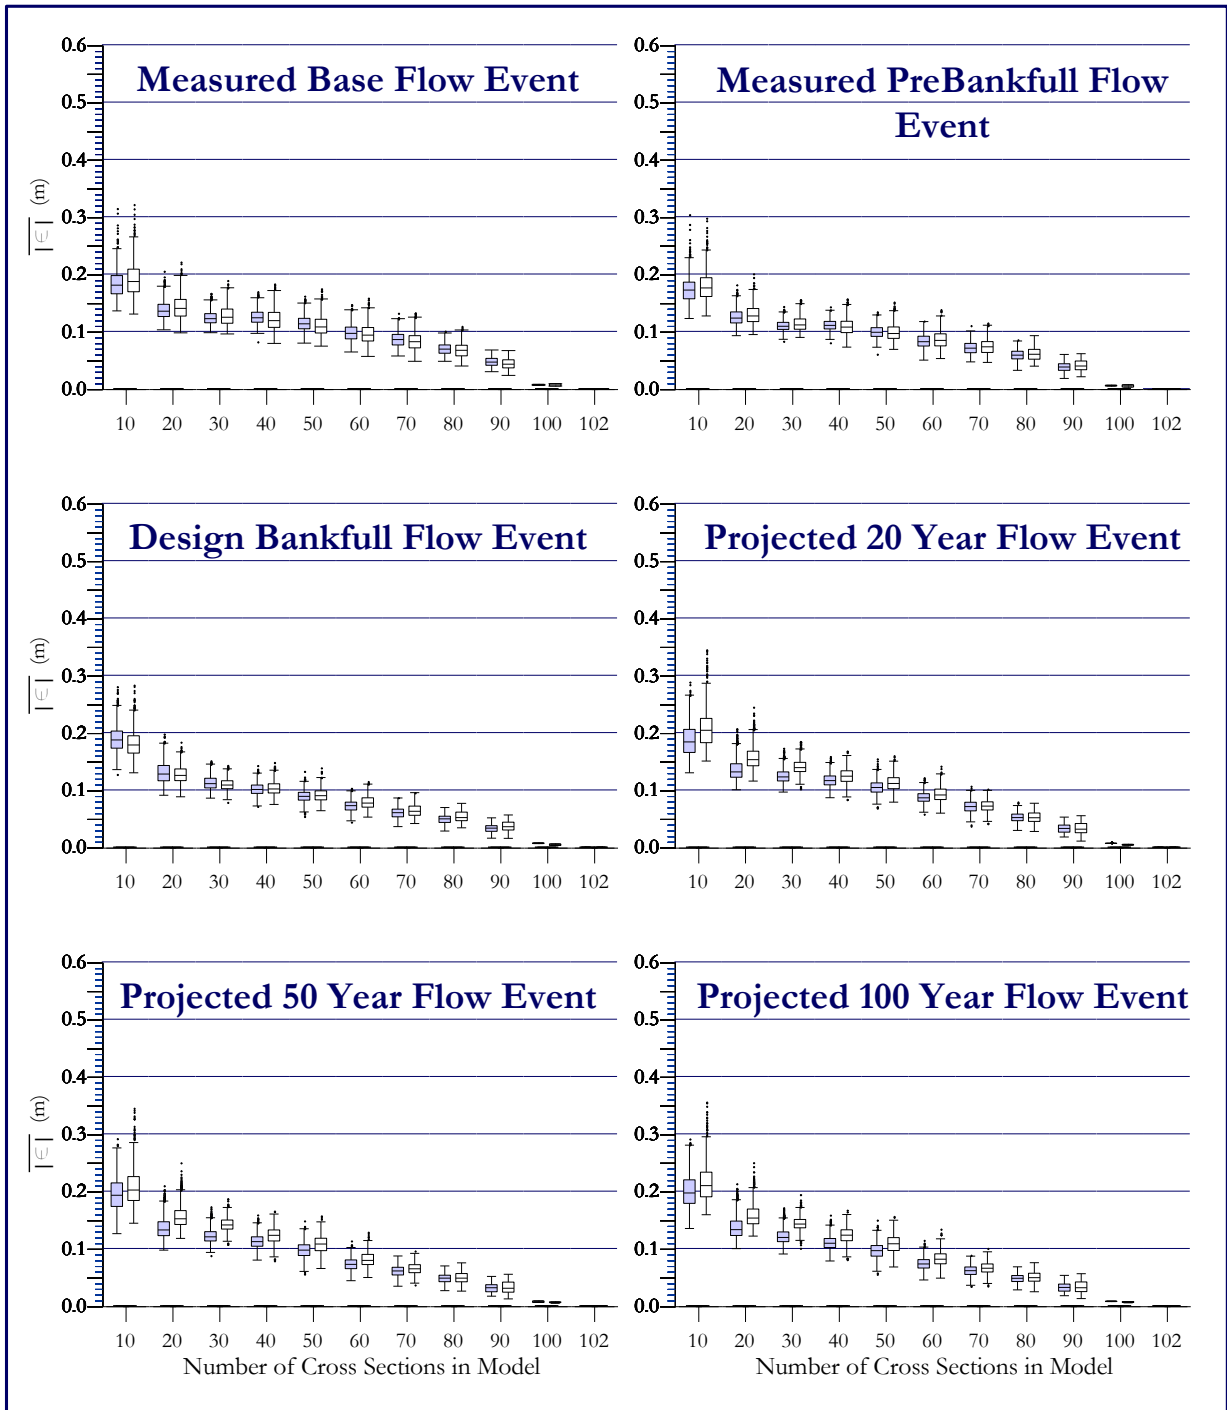 0.6
Measured Base Flow Event
0.5
0.4
0.3
0.2
0.1
0.0
|ϵ| (m)
10 20 30 40 50 60 70 80 90 100 102
0.6
Measured PreBankfull Flow
Event
0.5
0.4
0.3
0.2
0.1
0.0
10 20 30 40 50 60 70 80 90 100 102
0.6
Design Bankfull Flow Event
0.5
0.4
0.3
0.2
0.1
0.0
|ϵ| (m)
10 20 30 40 50 60 70 80 90 100 102
0.6
Projected 20 Year Flow Event
0.5
0.4
0.3
0.2
0.1
0.0
10 20 30 40 50 60 70 80 90 100 102
0.6
Projected 50 Year Flow Event
0.5
0.4
0.3
0.2
0.1
0.0
|ϵ| (m)
10 20 30 40 50 60 70 80 90 100 102
Number of Cross Sections in Model
0.6
Projected 100 Year Flow Event
0.5
0.4
0.3
0.2
0.1
0.0
10 20 30 40 50 60 70 80 90 100 102
Number of Cross Sections in Model